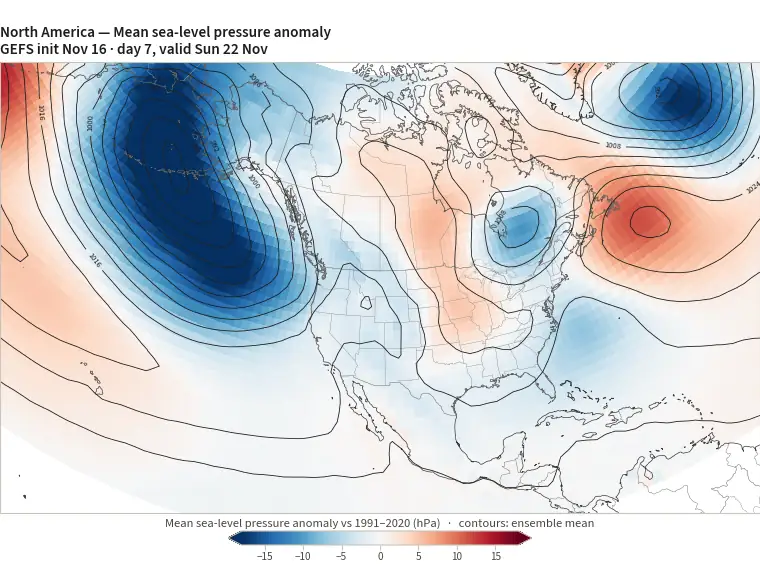 North America — Mean sea-level pressure anomaly
GEFS init Nov 16 · day 7, valid Sun 22 Nov
1016
1000
1000
1016
1008
1024
Mean sea-level pressure anomaly vs 1991–2020 (hPa)  ·  contours: ensemble mean
−15 −10 −5 0 5 10 15